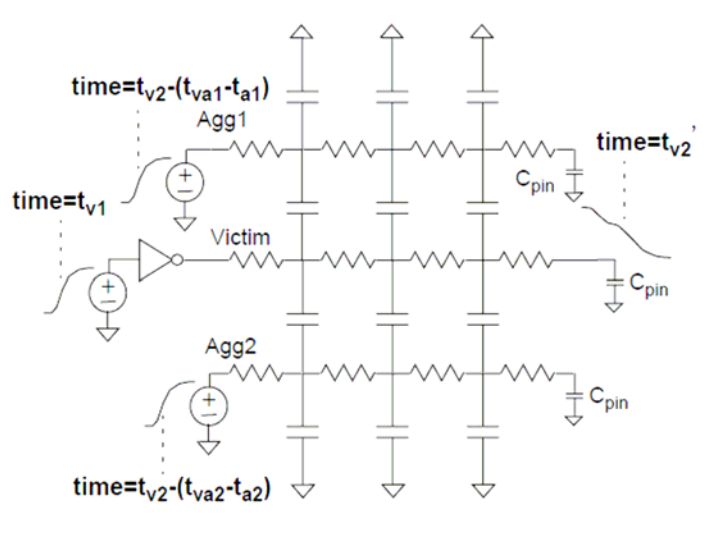 time=tv2-(tva1-ta1)
Agg1
time=tv2'
Cpin
time=tv1
Victim
Cpin
Agg2
Cpin
time=tv2-(tva2-ta2)